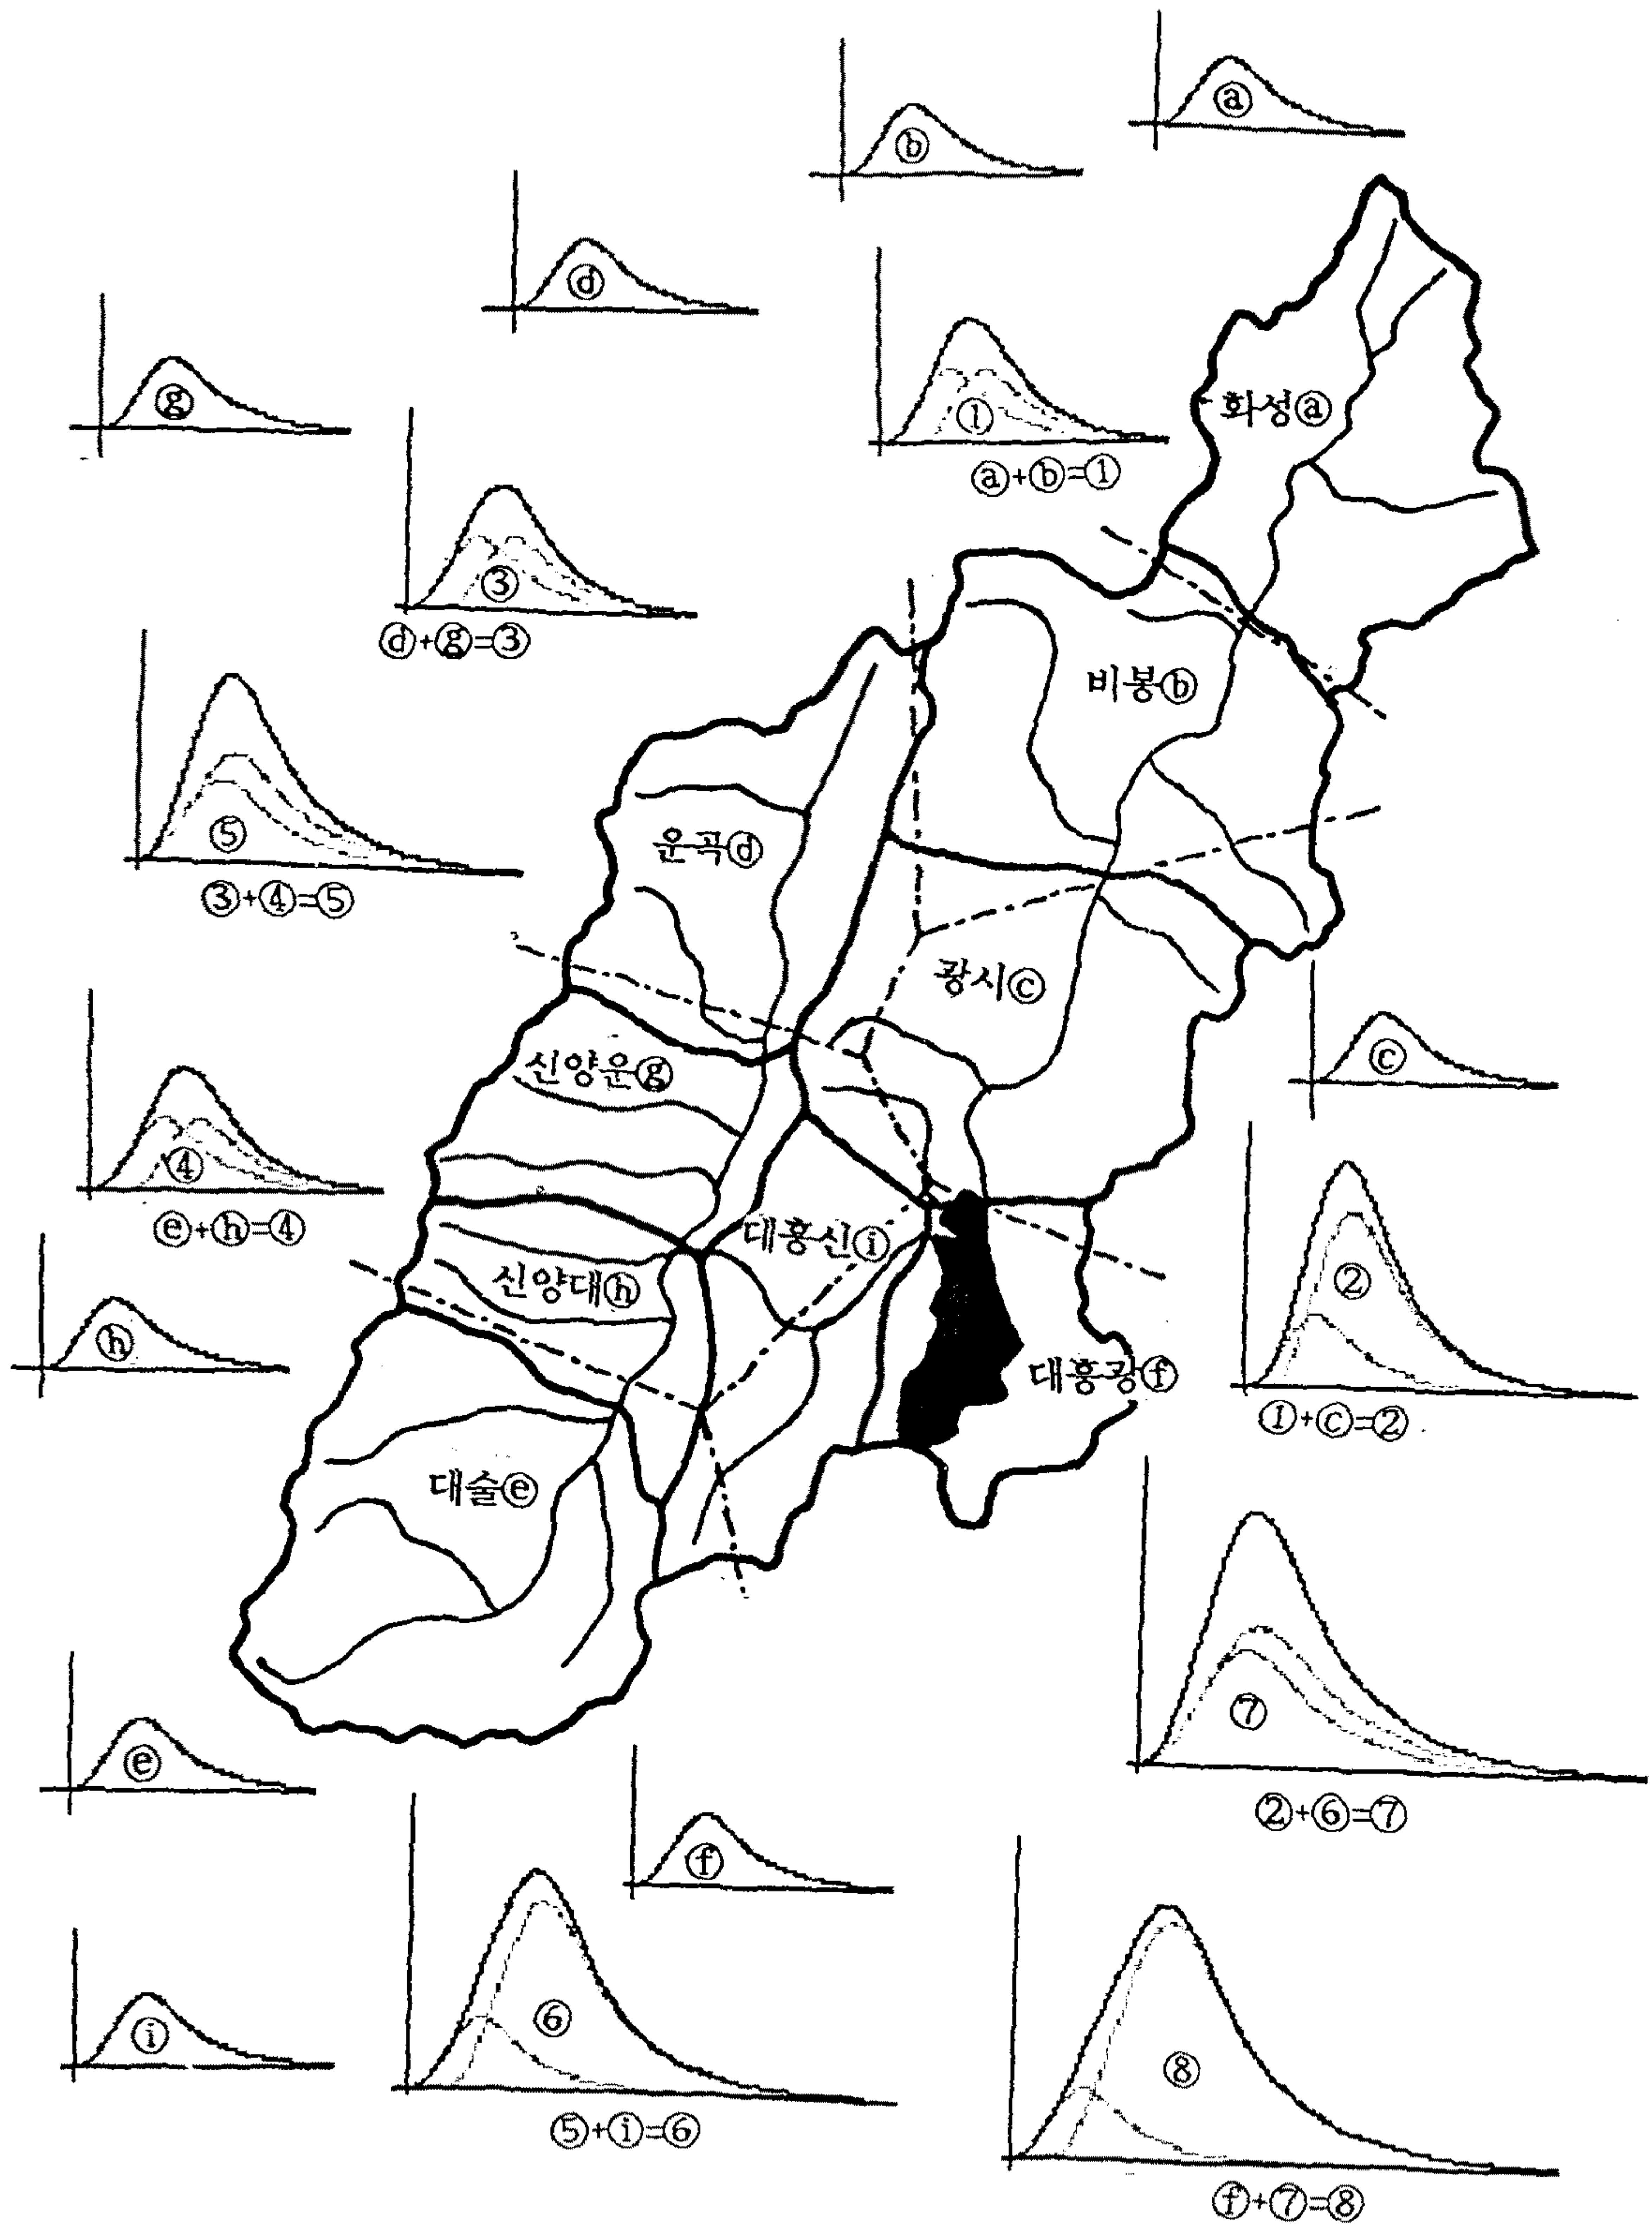 ⓐ
ⓑ
ⓓ
ⓖ
①
ⓐ+ⓑ=①
화성ⓐ
③
ⓓ+ⓖ=③
비봉ⓑ
⑤
③+④=⑤
운곡ⓓ
광시ⓒ
ⓒ
신양운ⓖ
④
ⓔ+ⓗ=④
대흥신ⓘ
신양대ⓗ
②
①+ⓒ=②
ⓗ
대흥광ⓕ
대술ⓔ
⑦
②+⑥=⑦
ⓔ
ⓕ
ⓘ
⑥
⑤+ⓘ=⑥
⑧
ⓕ+⑦=⑧